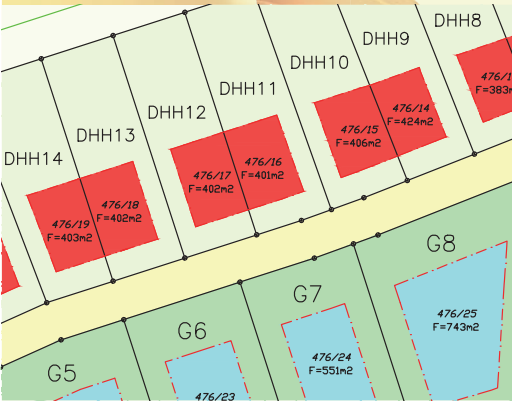 DHH8
DHH9
DHH10
DHH11
DHH12
DHH13
DHH14
476/14
F=424m2
476/15
F=406m2
476/16
F=401m2
476/17
F=402m2
476/18
F=402m2
476/19
F=403m2
F=383m
G8
476/25
F=743m2
G7
476/24
F=551m2
G6
476/23
G5